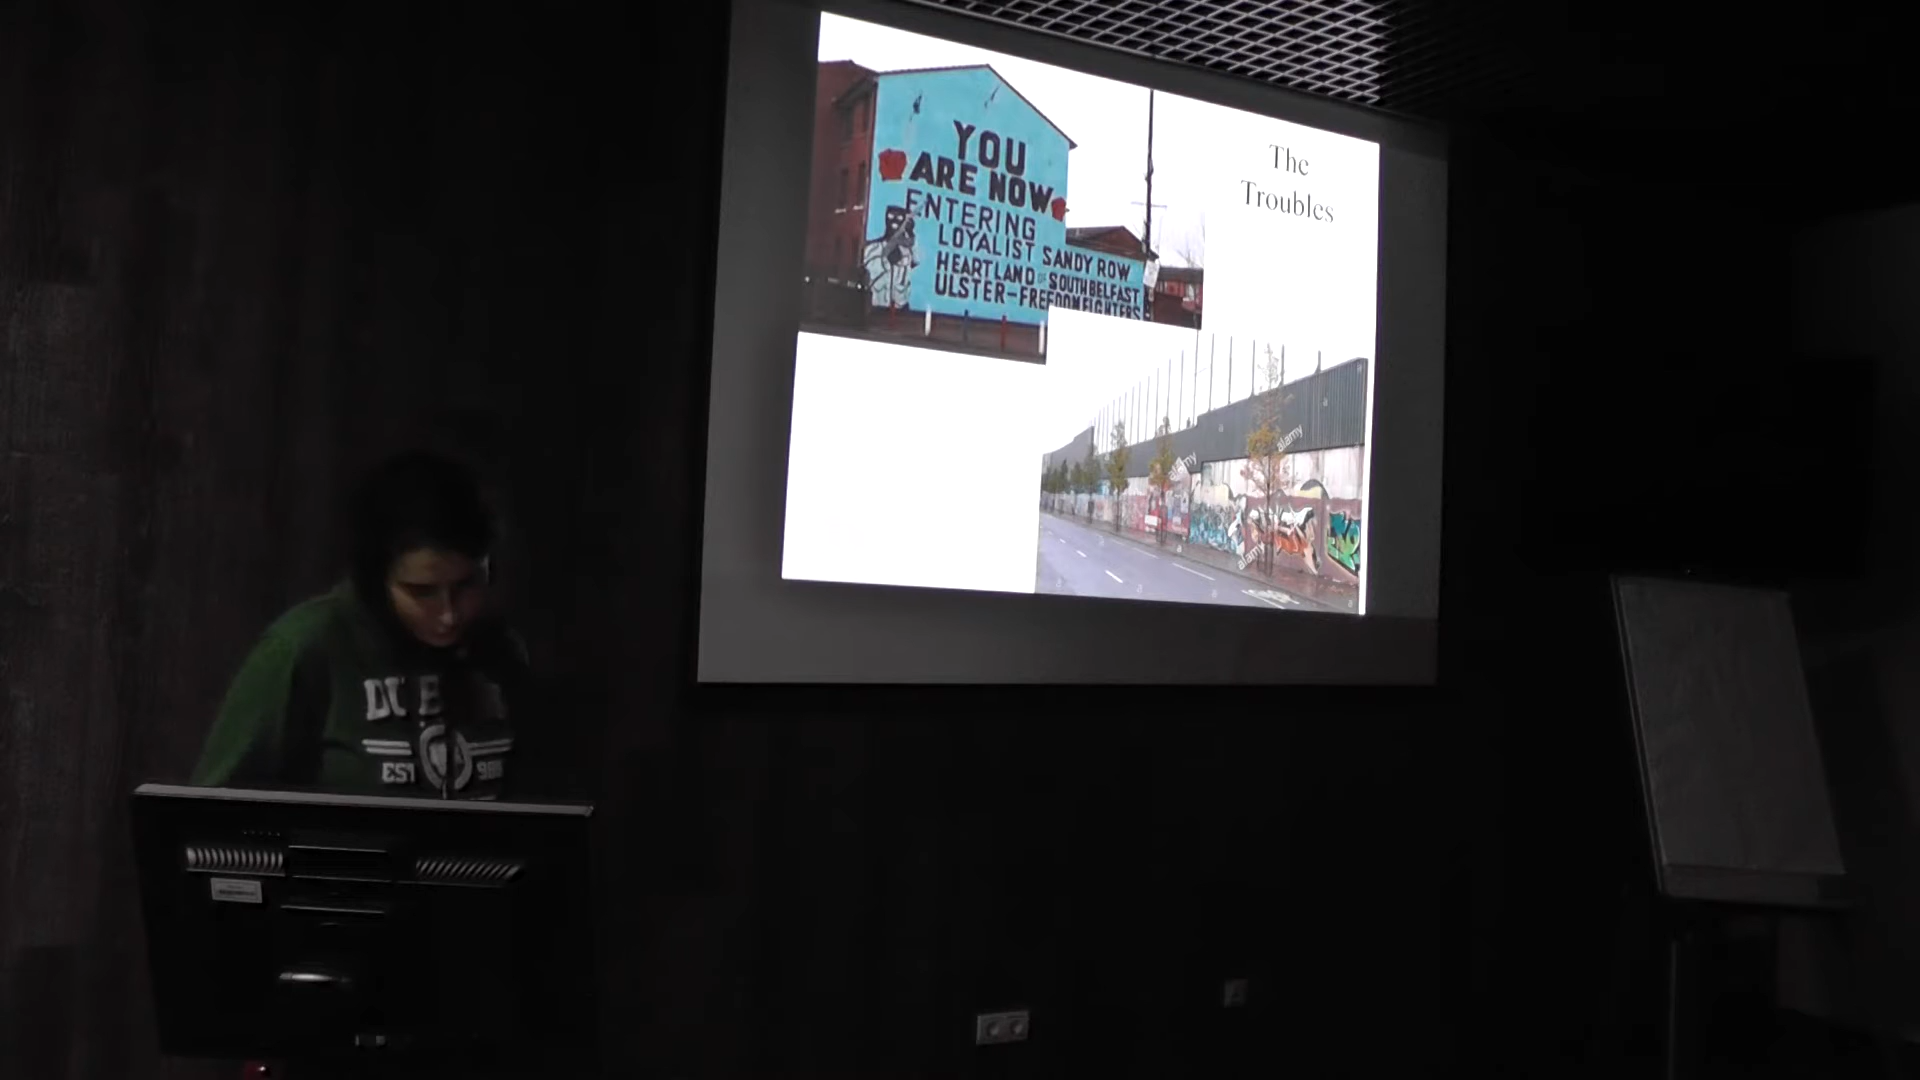 YOU
ARE NOW
ENTERING
LOYALIST SANDY ROW
HEARTLAND OF SOUTH BELFAST
ULSTER-FREEDOM FIGHTERS
The
Troubles
alamy
alamy
alamy
EST